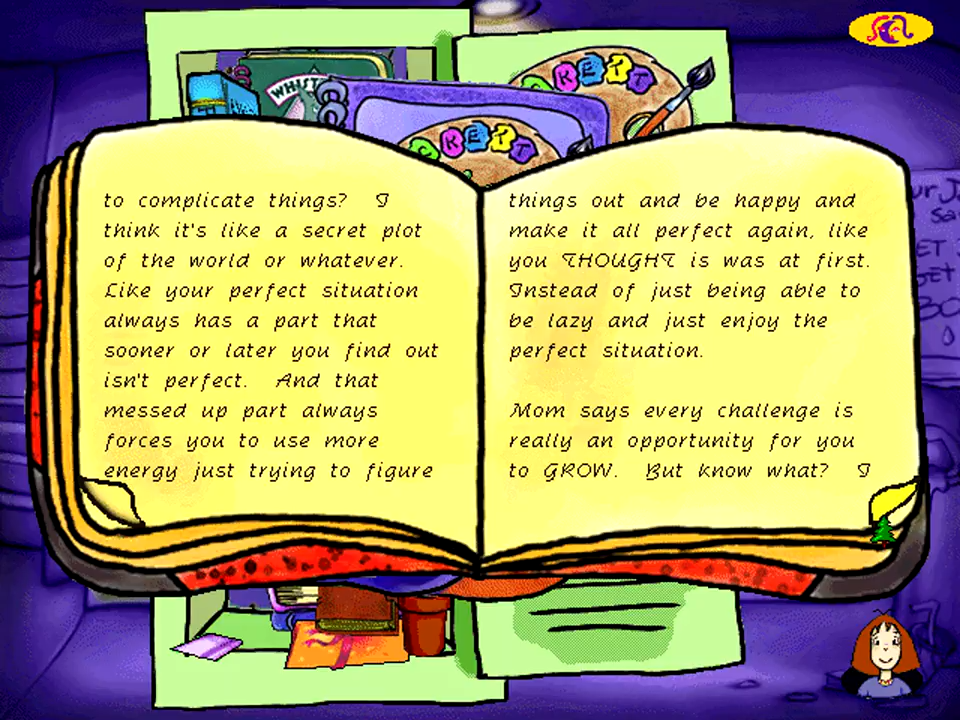 WHIST
CKETT
CKETT
to complicate things? I
think it's like a secret plot
of the world or whatever.
Like your perfect situation
always has a part that
sooner or later you find out
isn't perfect. And that
messed up part always
forces you to use more
energy just trying to figure
things out and be happy and
make it all perfect again, like
you THOUGHT is was at first.
Instead of just being able to
be lazy and just enjoy the
perfect situation.
Mom says every challenge is
really an opportunity for you
to GROW. But know what? I